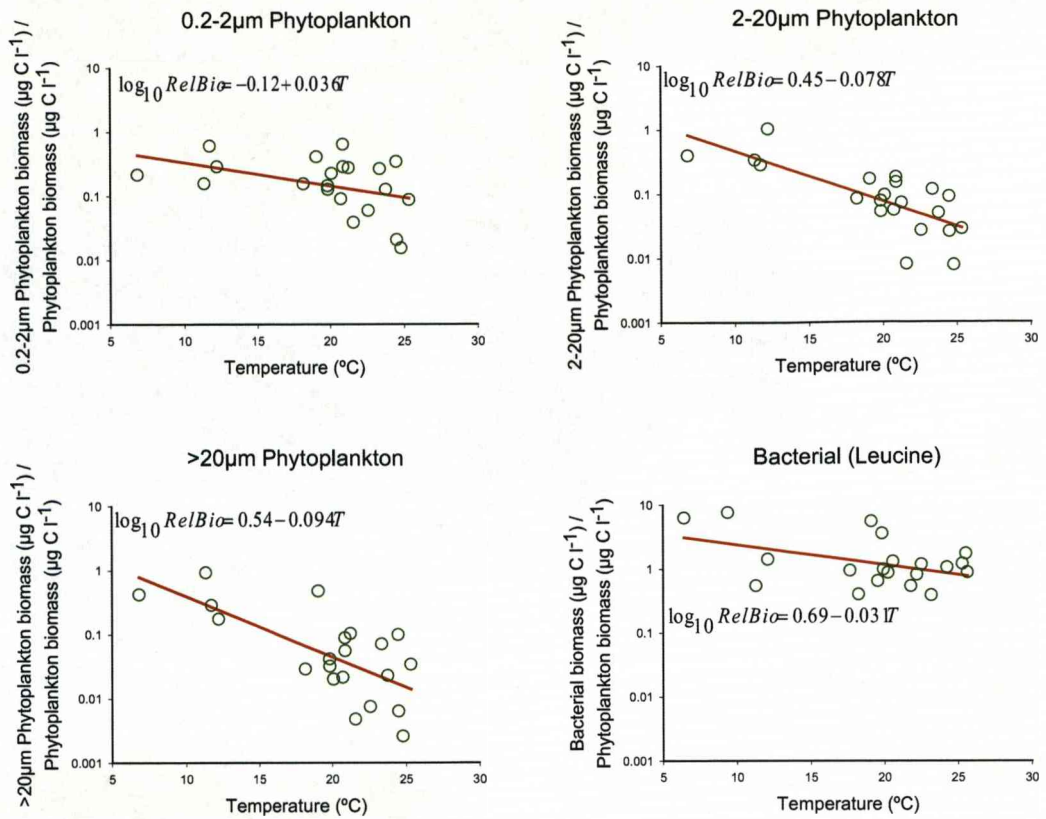 0.2-2µm Phytoplankton
0.2-2µm Phytoplankton biomass (µg C l⁻¹) /
Phytoplankton biomass (µg C l⁻¹)
10
1
0.1
0.01
0.001
log₁₀ RelBio=−0.12+0.036T
5 10 15 20 25 30
Temperature (ºC)
2-20µm Phytoplankton
2-20µm Phytoplankton biomass (µg C l⁻¹) /
Phytoplankton biomass (µg C l⁻¹)
10
1
0.1
0.01
0.001
log₁₀ RelBio=0.45−0.078T
5 10 15 20 25 30
Temperature (ºC)
>20µm Phytoplankton
>20µm Phytoplankton biomass (µg C l⁻¹) /
Phytoplankton biomass (µg C l⁻¹)
10
1
0.1
0.01
0.001
log₁₀ RelBio=0.54−0.094T
5 10 15 20 25 30
Temperature (ºC)
Bacterial (Leucine)
Bacterial biomass (µg C l⁻¹) /
Phytoplankton biomass (µg C l⁻¹)
10
1
0.1
0.01
0.001
log₁₀ RelBio=0.69−0.031T
5 10 15 20 25 30
Temperature (ºC)